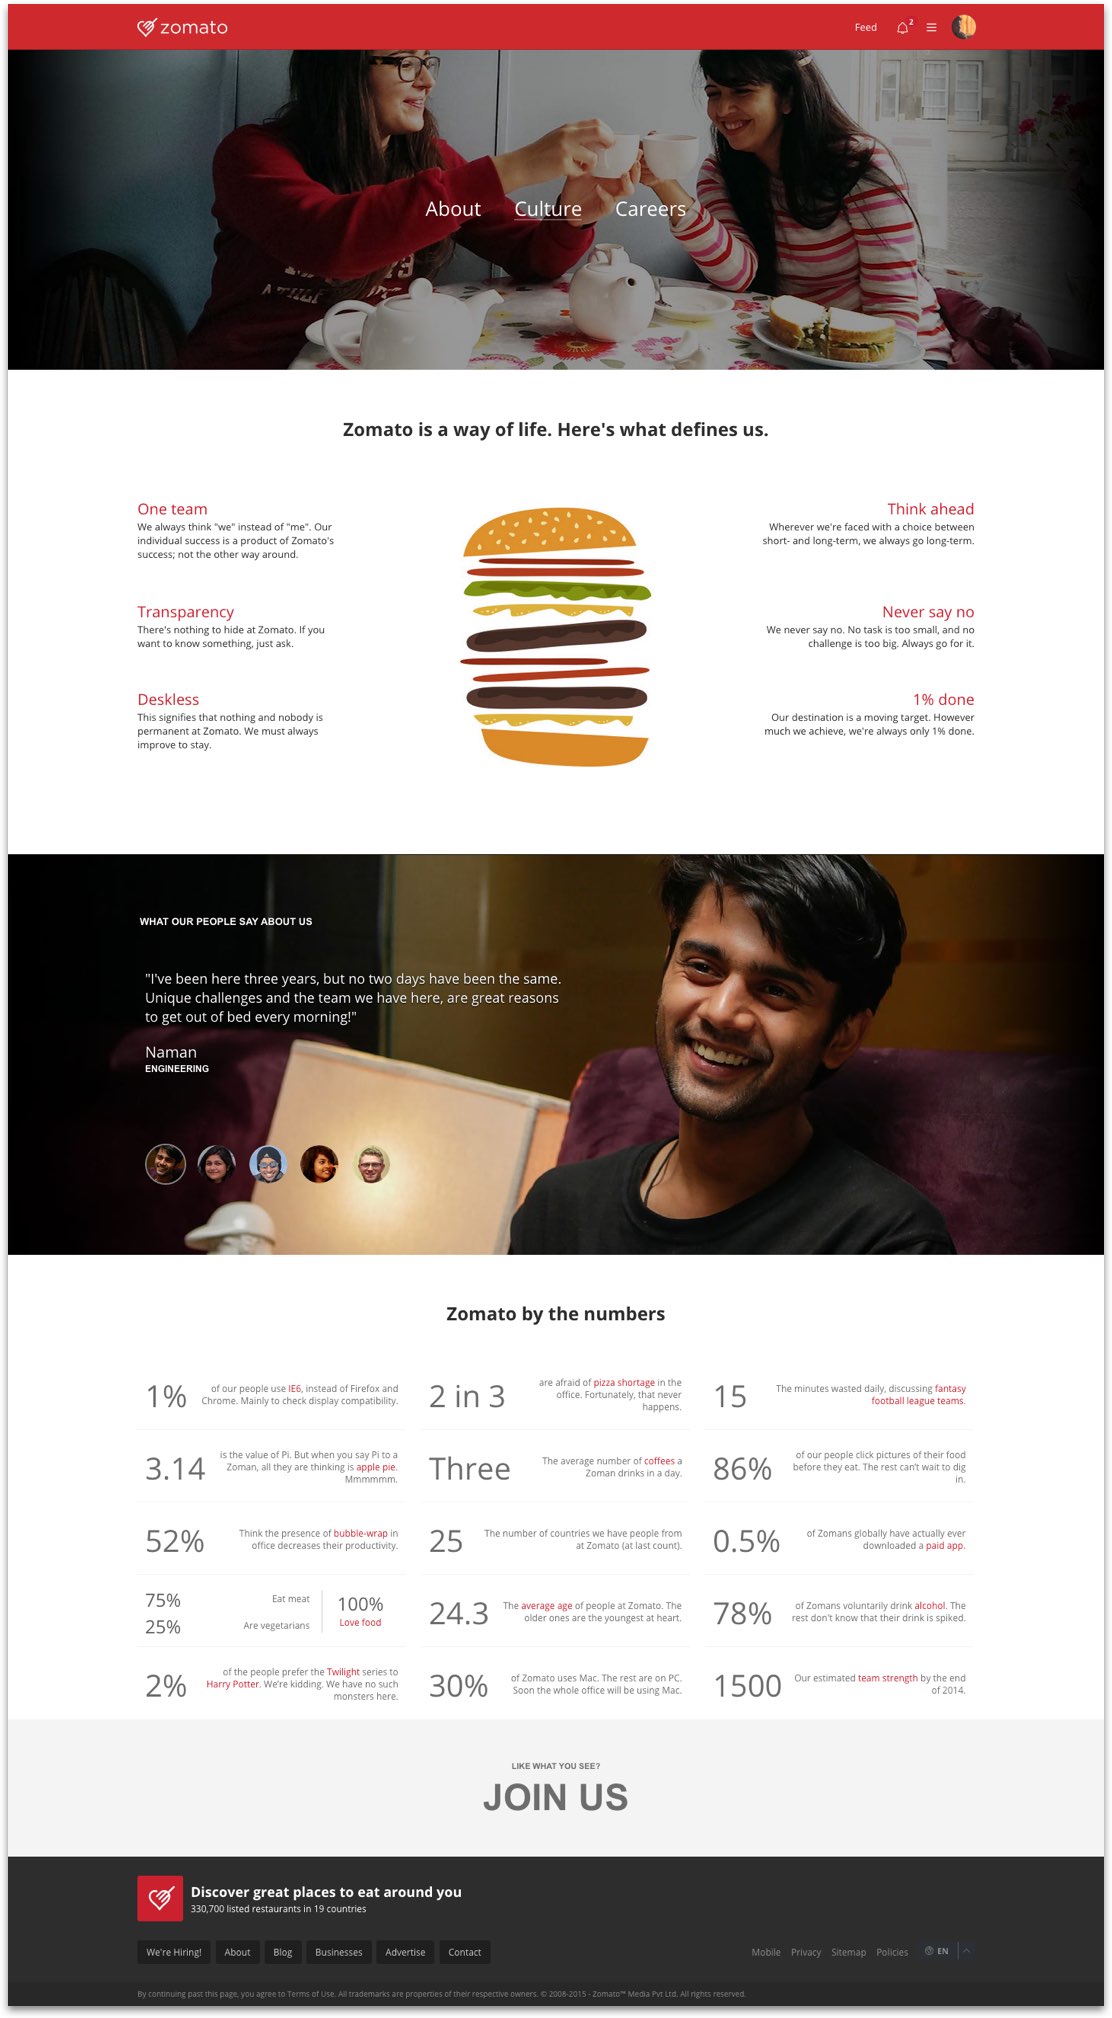 zomato
Feed
2
About
Culture
Careers
Zomato is a way of life. Here's what defines us.
One team
We always think "we" instead of "me". Our
individual success is a product of Zomato's
success; not the other way around.
Think ahead
Wherever we're faced with a choice between
short- and long-term, we always go long-term.
Transparency
There's nothing to hide at Zomato. If you
want to know something, just ask.
Never say no
We never say no. No task is too small, and no
challenge is too big. Always go for it.
Deskless
This signifies that nothing and nobody is
permanent at Zomato. We must always
improve to stay.
1% done
Our destination is a moving target. However
much we achieve, we're always only 1% done.
WHAT OUR PEOPLE SAY ABOUT US
"I've been here three years, but no two days have been the same.
Unique challenges and the team we have here, are great reasons
to get out of bed every morning!"
Naman
ENGINEERING
Zomato by the numbers
1%
of our people use IE6, instead of Firefox and
Chrome. Mainly to check display compatibility.
2 in 3
are afraid of pizza shortage in the
office. Fortunately, that never
happens.
15
The minutes wasted daily, discussing fantasy
football league teams.
3.14
is the value of Pi. But when you say Pi to a
Zoman, all they are thinking is apple pie.
Mmmmmm.
Three
The average number of coffees a
Zoman drinks in a day.
86%
of our people click pictures of their food
before they eat. The rest can't wait to dig
in.
52%
Think the presence of bubble-wrap in
office decreases their productivity.
25
The number of countries we have people from
at Zomato (at last count).
0.5%
of Zomans globally have actually ever
downloaded a paid app.
75%
Eat meat
25%
Are vegetarians
100%
Love food
24.3
The average age of people at Zomato. The
older ones are the youngest at heart.
78%
of Zomans voluntarily drink alcohol. The
rest don't know that their drink is spiked.
2%
of the people prefer the Twilight series to
Harry Potter. We're kidding. We have no such
monsters here.
30%
of Zomato uses Mac. The rest are on PC.
Soon the whole office will be using Mac.
1500
Our estimated team strength by the end
of 2014.
LIKE WHAT YOU SEE?
JOIN US
Discover great places to eat around you
330,700 listed restaurants in 19 countries
We're Hiring!
About
Blog
Businesses
Advertise
Contact
Mobile
Privacy
Sitemap
Policies
EN
By continuing past this page, you agree to Terms of Use. All trademarks are properties of their respective owners. © 2008-2015 - Zomato™ Media Pvt Ltd. All rights reserved.